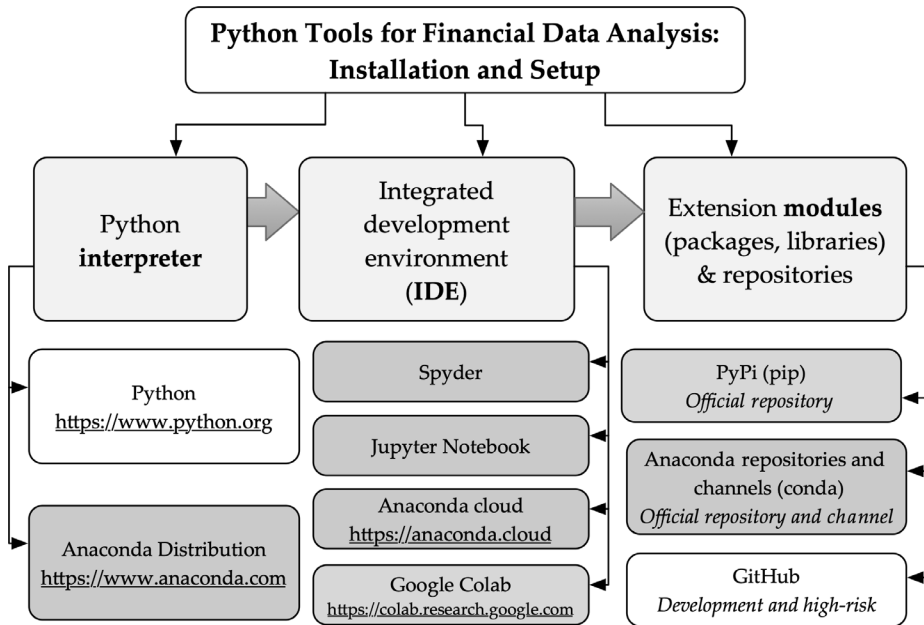 Python Tools for Financial Data Analysis:
Installation and Setup
Python
interpreter
Integrated
development
environment
(IDE)
Extension modules
(packages, libraries)
& repositories
Python
https://www.python.org
Anaconda Distribution
https://www.anaconda.com
Spyder
Jupyter Notebook
Anaconda cloud
https://anaconda.cloud
Google Colab
https://colab.research.google.com
PyPi (pip)
Official repository
Anaconda repositories and
channels (conda)
Official repository and channel
GitHub
Development and high-risk